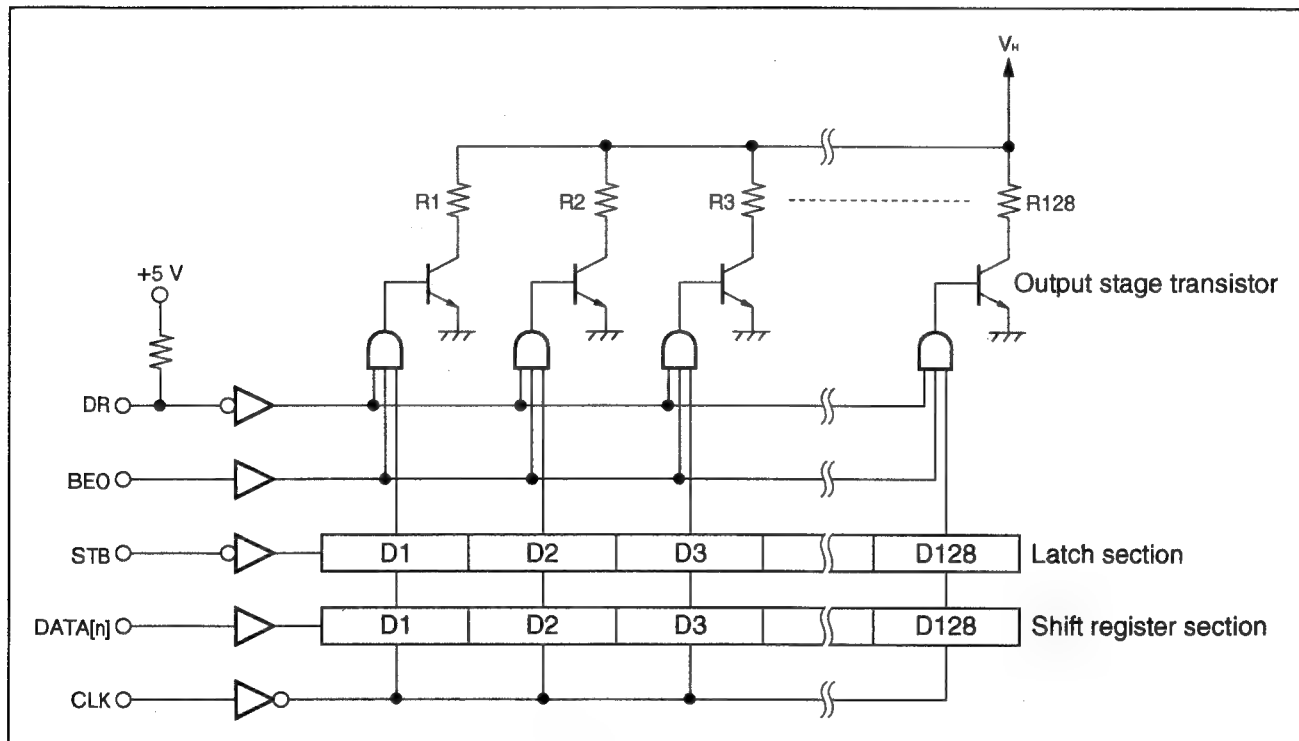 VH
R1
R2
R3
R128
+5 V
Output stage transistor
DR
BEO
STB
D1
D2
D3
D128
Latch section
DATA[n]
D1
D2
D3
D128
Shift register section
CLK